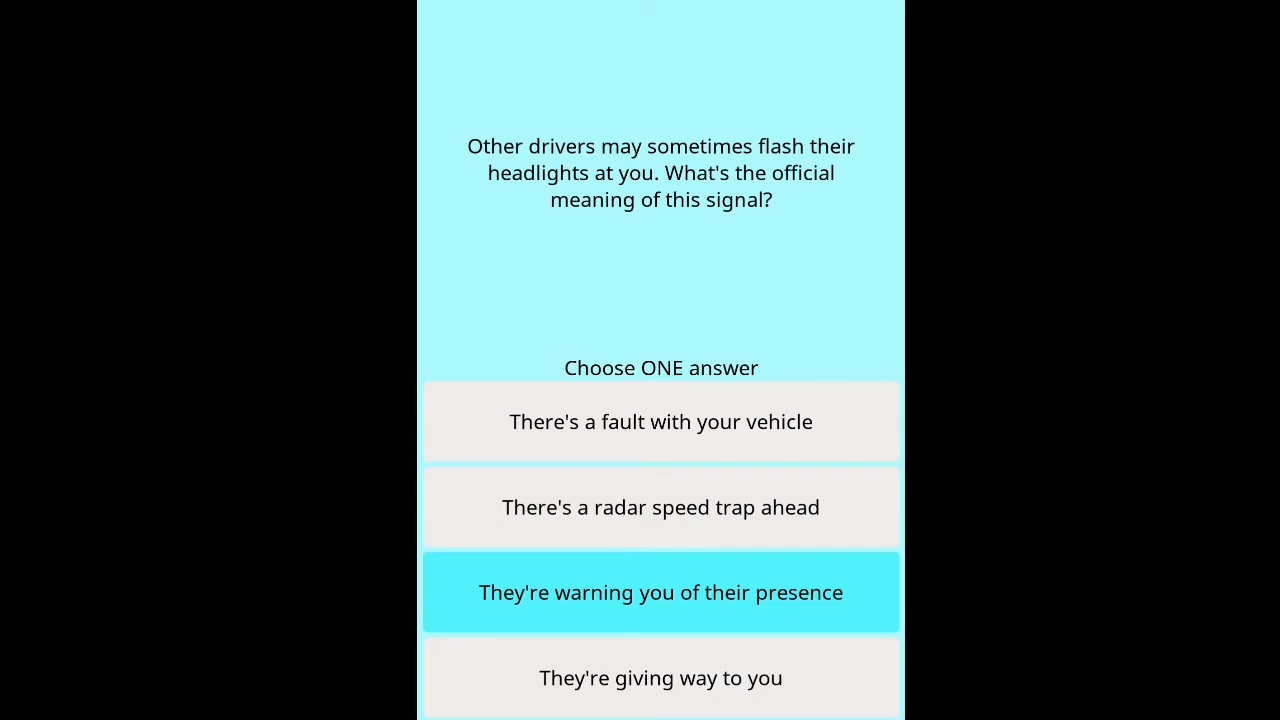 Other drivers may sometimes flash their
headlights at you. What's the official
meaning of this signal?
Choose ONE answer
There's a fault with your vehicle
There's a radar speed trap ahead
They're warning you of their presence
They're giving way to you